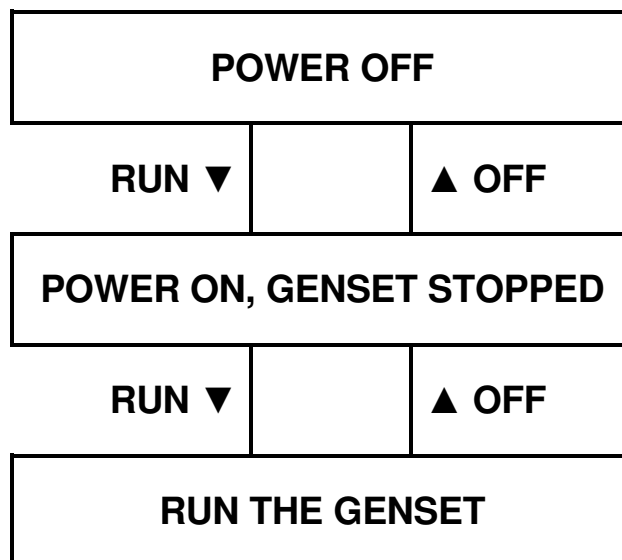 POWER OFF
RUN ▼ ▲ OFF
POWER ON, GENSET STOPPED
RUN ▼ ▲ OFF
RUN THE GENSET